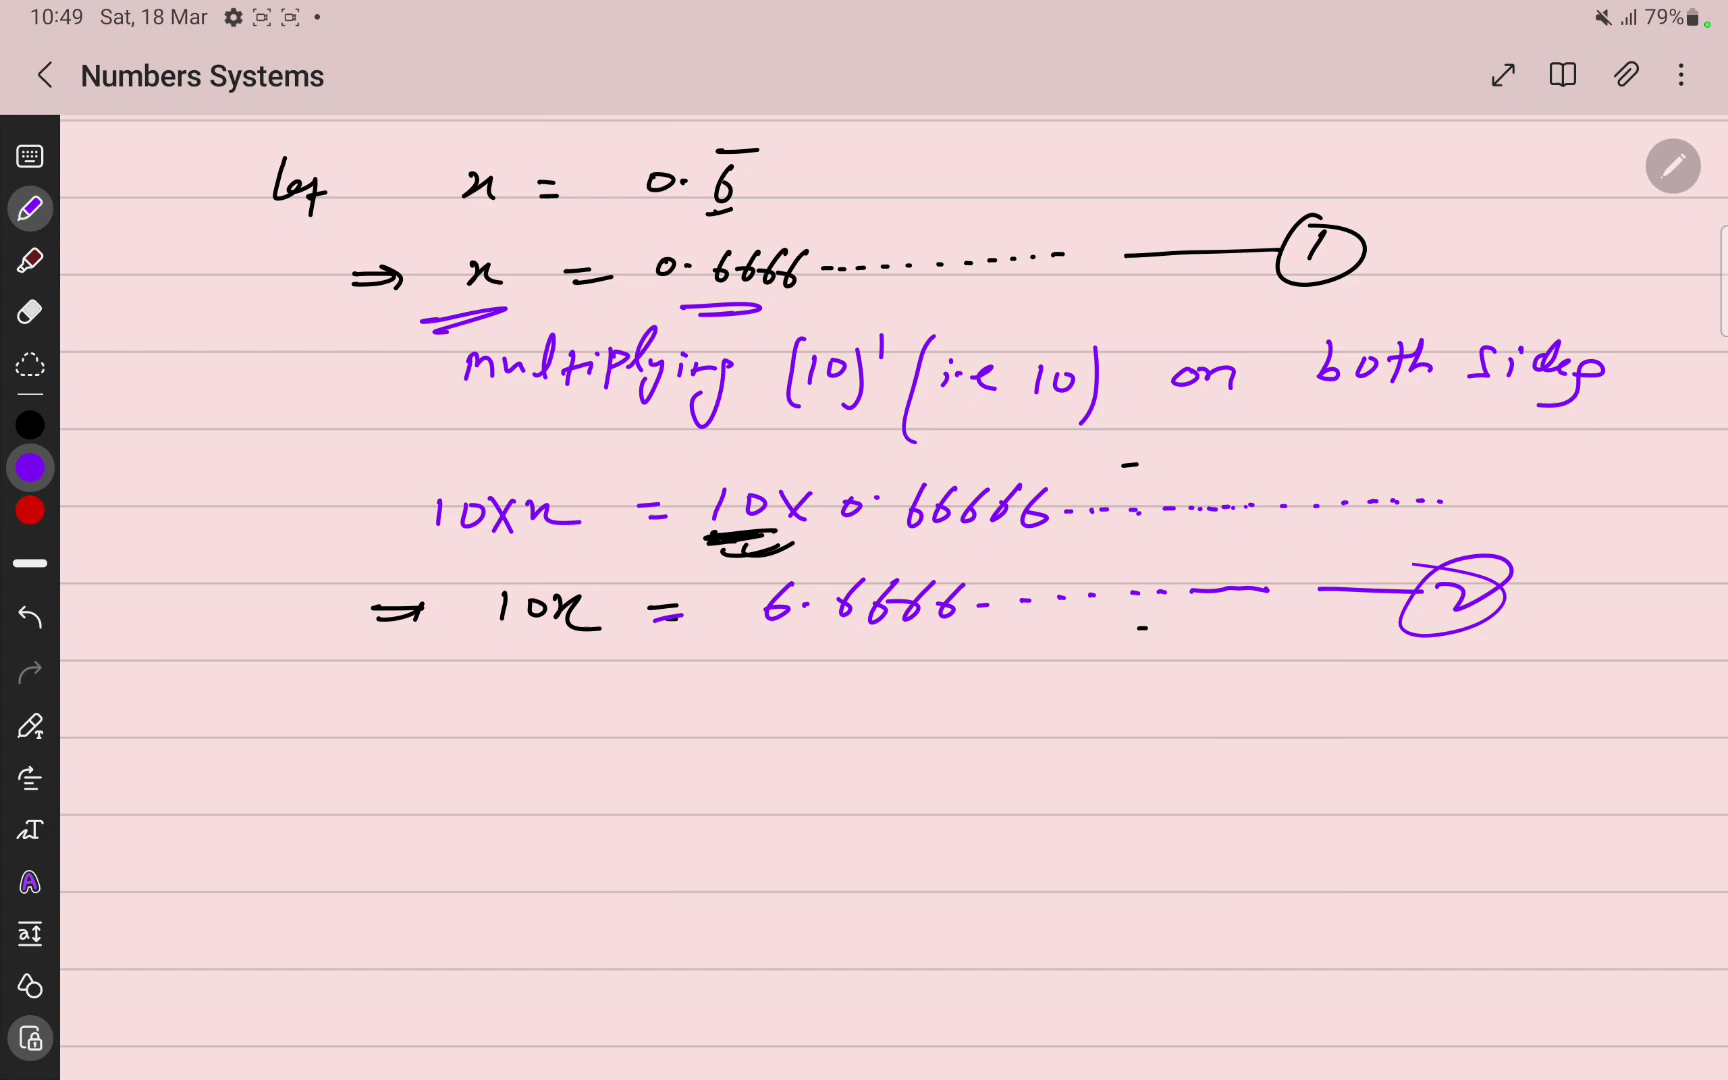 10:49 Sat, 18 Mar 79%
Numbers Systems
let x = 0.6̅
⇒ x = 0.6666--------- ——— ①
multiplying (10)¹ (i.e 10) on both sides
10×x = 10 × 0.66666---------------
⇒ 10x = 6.6666------ ——— ②